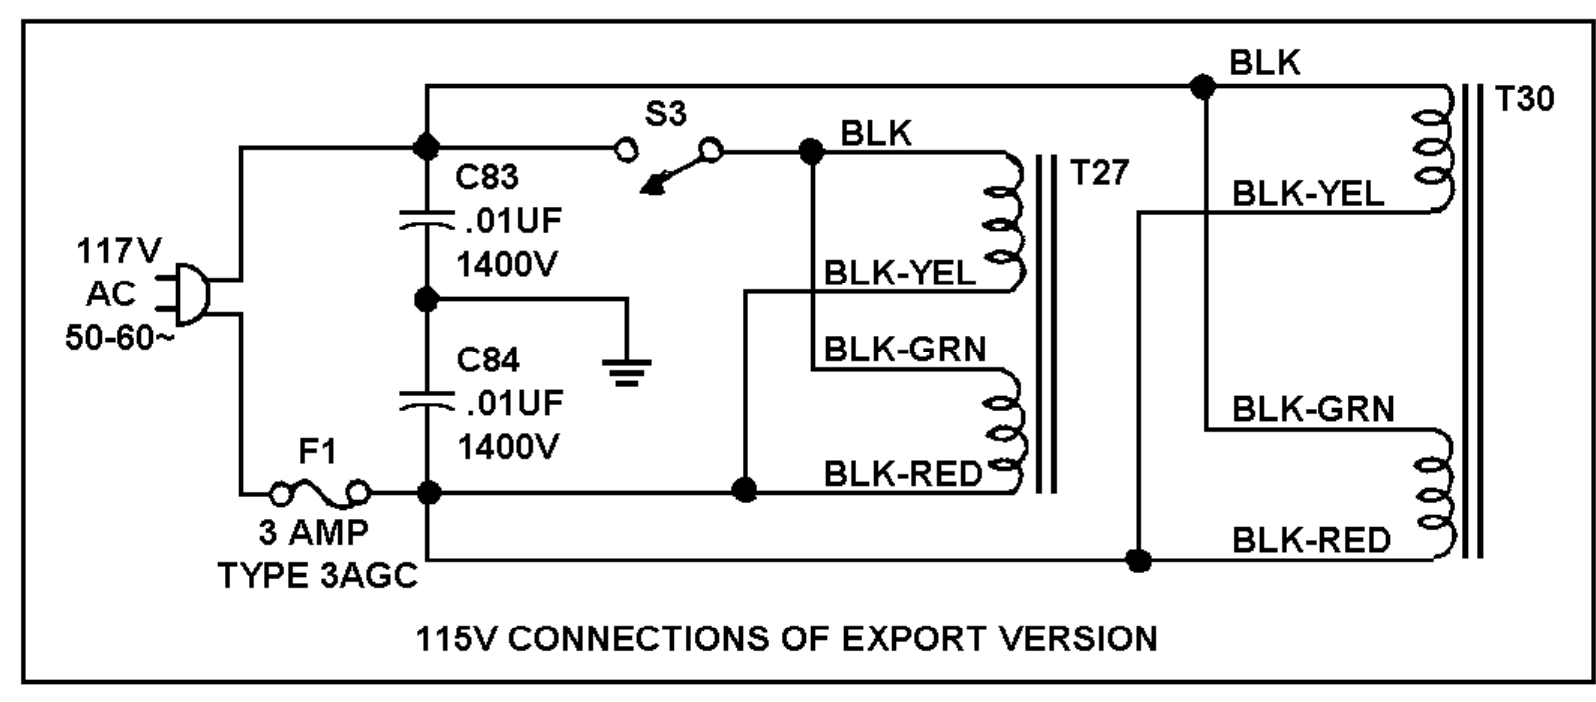 BLK
T30
S3
BLK
C83
.01UF
1400V
T27
BLK-YEL
117V
AC
50-60~
BLK-YEL
BLK-GRN
C84
.01UF
1400V
BLK-GRN
F1
BLK-RED
3 AMP
TYPE 3AGC
BLK-RED
115V CONNECTIONS OF EXPORT VERSION